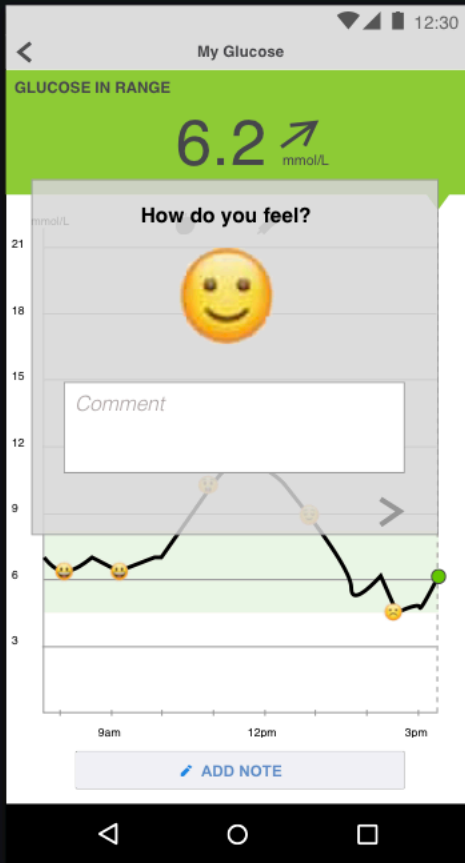 12:30
My Glucose
GLUCOSE IN RANGE
6.2
mmol/L
How do you feel?
mmol/L
21
18
15
Comment
12
9
6
3
9am 12pm 3pm
ADD NOTE